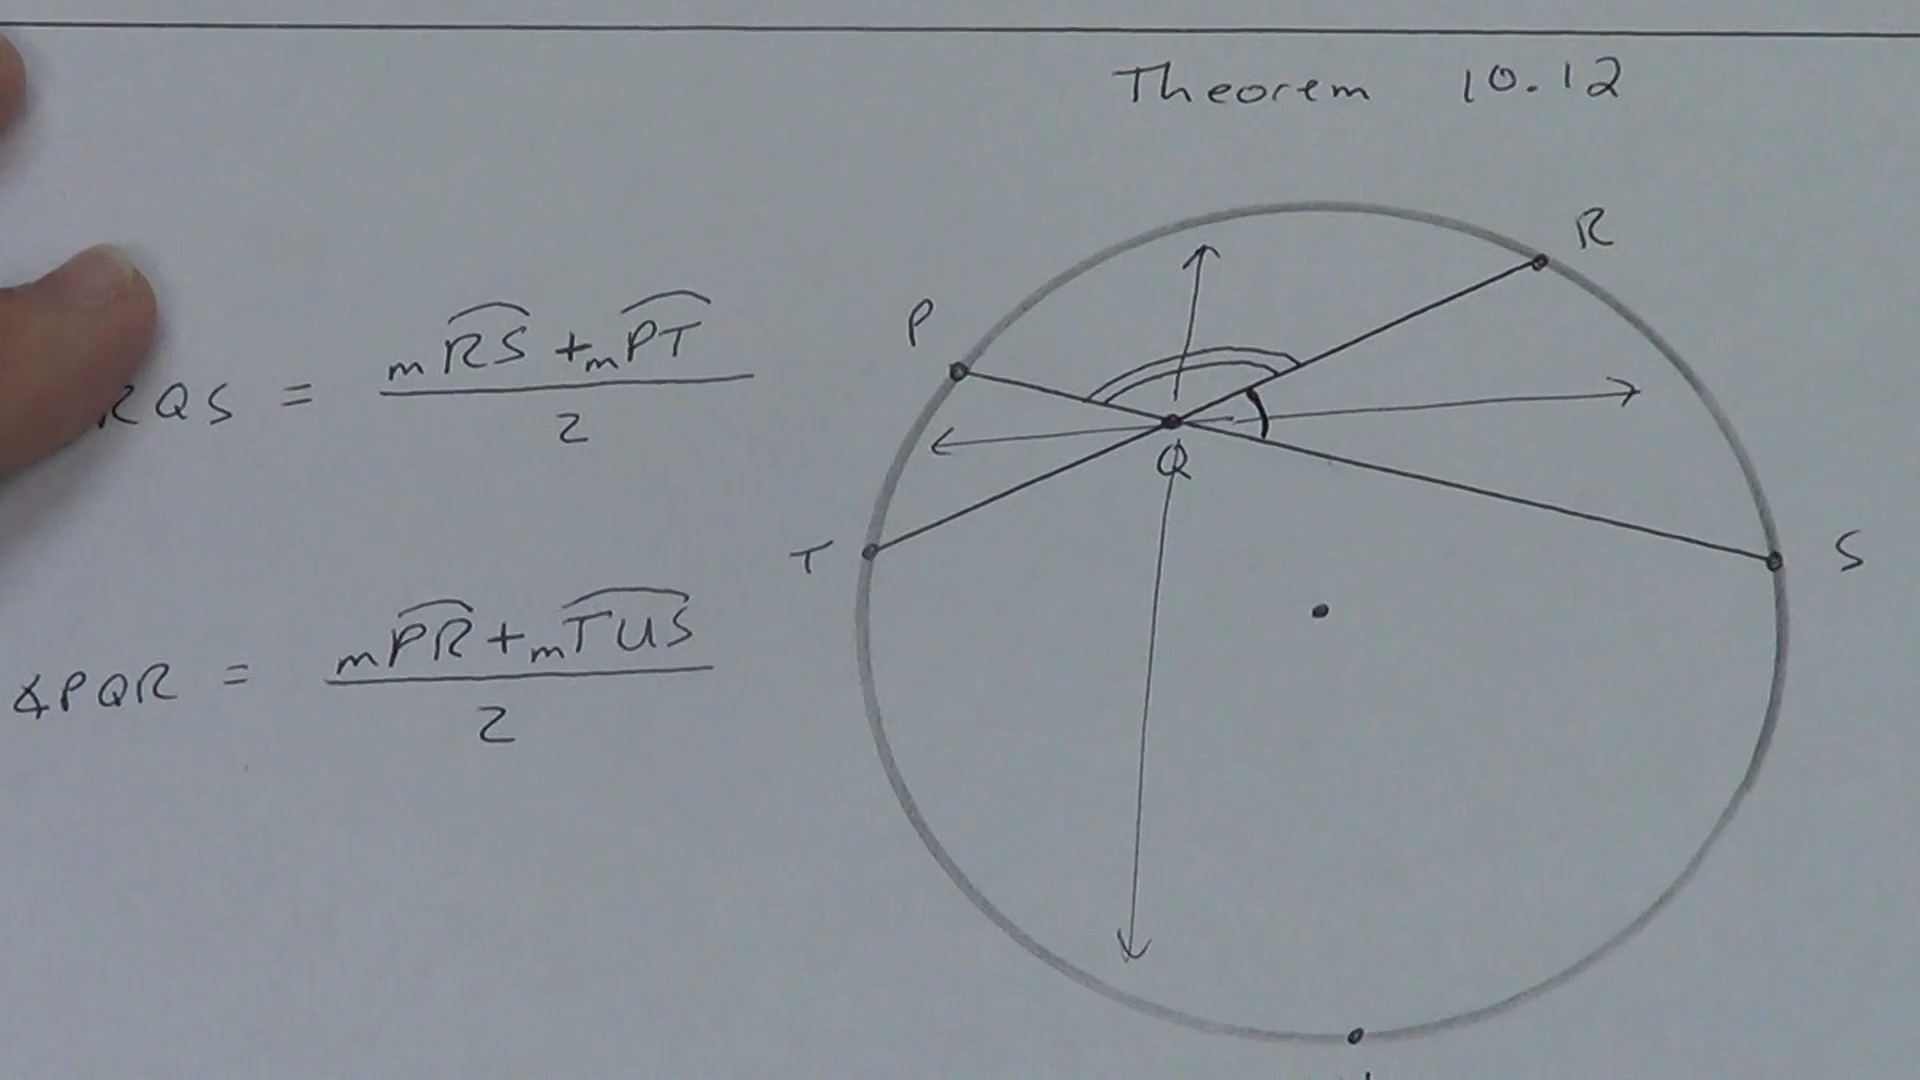 Theorem 10.12
RQS = mRS + mPT / 2
∡PQR = mPR + mTUS / 2
R
P
Q
T
S